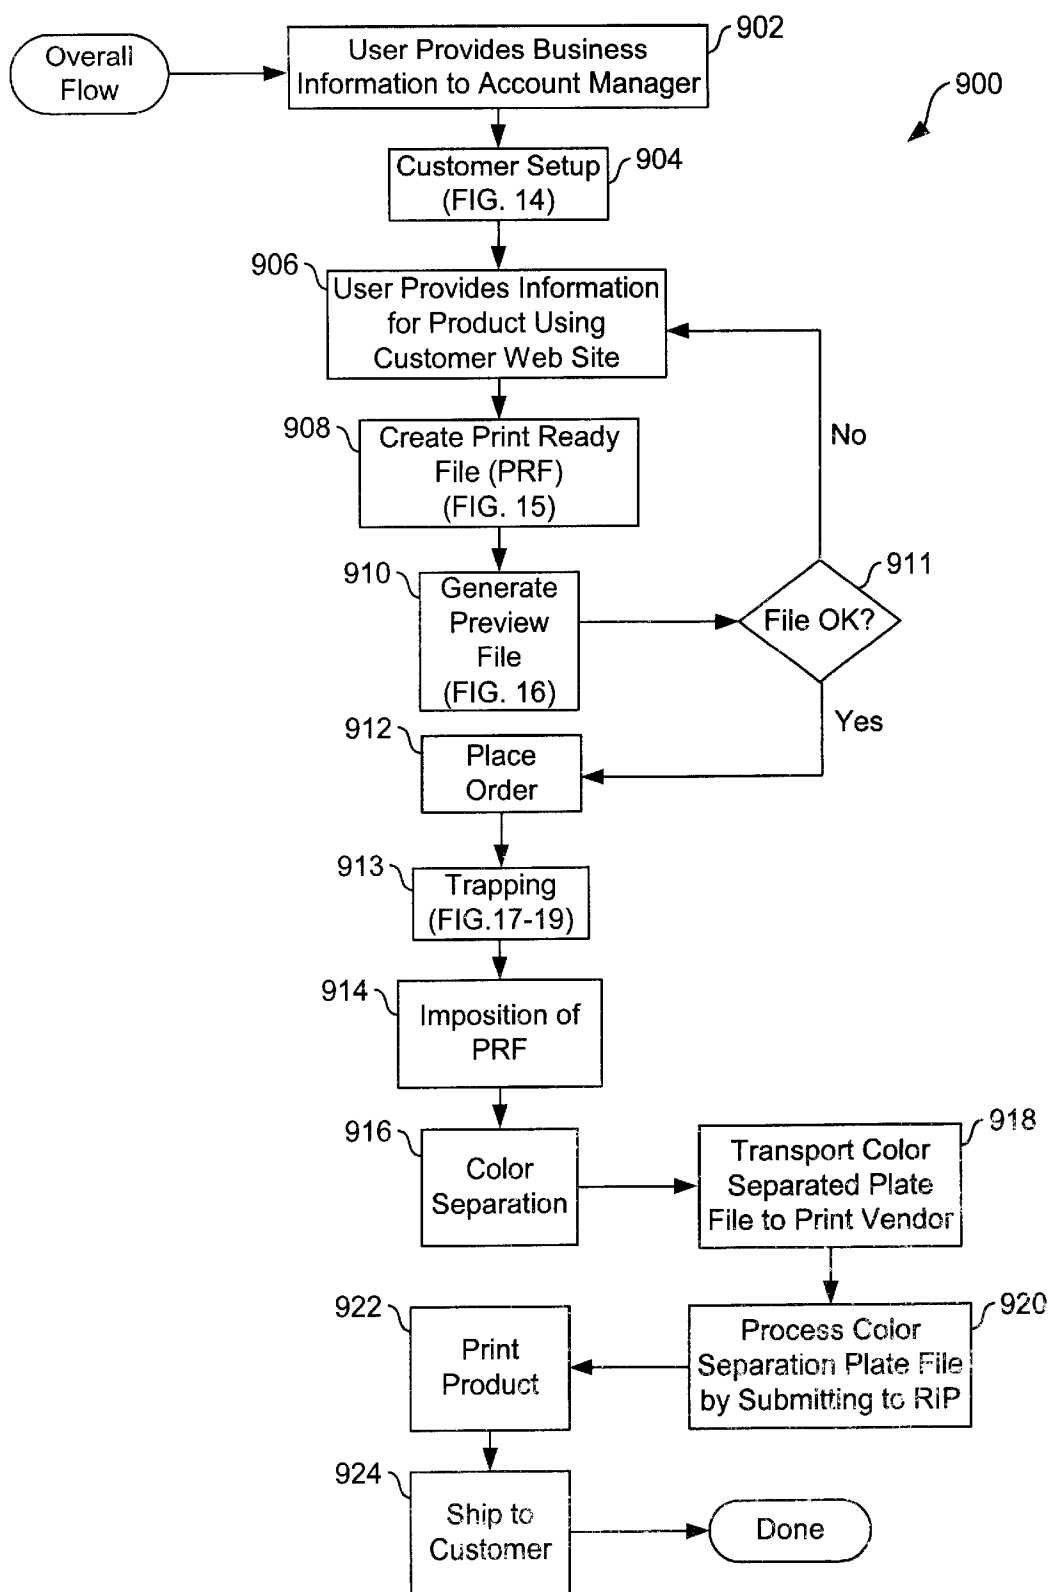 Overall
Flow
User Provides Business
Information to Account Manager
902
900
Customer Setup
(FIG. 14)
904
906
User Provides Information
for Product Using
Customer Web Site
No
908
Create Print Ready
File (PRF)
(FIG. 15)
910
Generate
Preview
File
(FIG. 16)
File OK?
911
Yes
912
Place
Order
913
Trapping
(FIG.17-19)
914
Imposition of
PRF
916
Color
Separation
Transport Color
Separated Plate
File to Print Vendor
918
922
Print
Product
Process Color
Separation Plate File
by Submitting to RIP
920
924
Ship to
Customer
Done